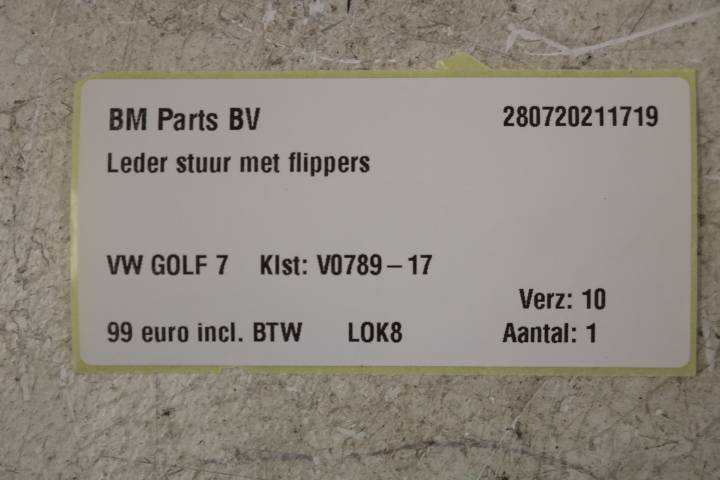 BM Parts BV 280720211719
Leder stuur met flippers
VW GOLF 7 Klst: V0789-17
Verz: 10
99 euro incl. BTW LOK8 Aantal: 1